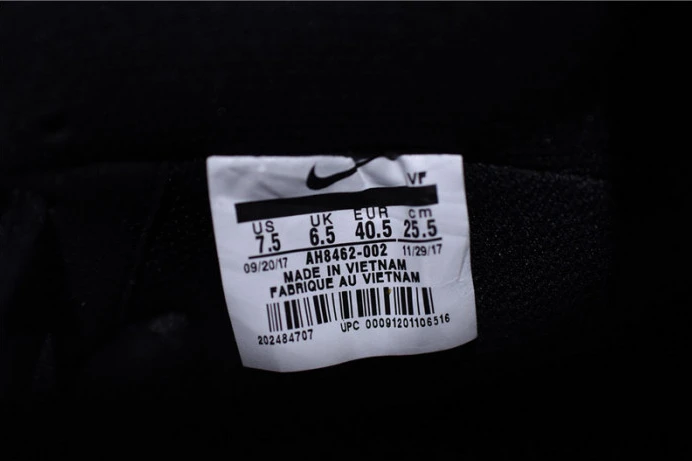 VF
US UK EUR cm
7.5 6.5 40.5 25.5
09/20/17 AH8462-002 11/29/17
MADE IN VIETNAM
FABRIQUE AU VIETNAM
202484707 UPC 00091201106516